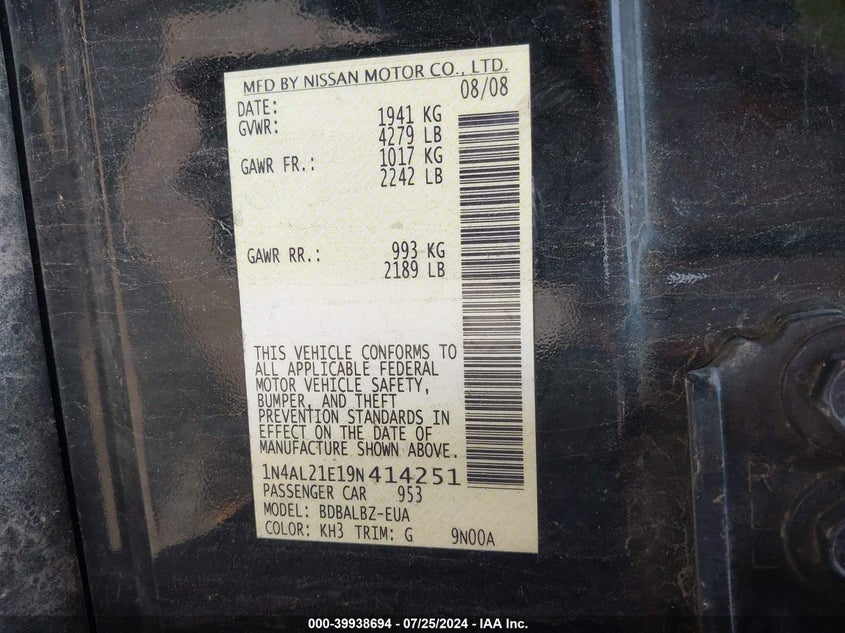 MFD BY NISSAN MOTOR CO., LTD.
DATE: 08/08
GVWR: 1941 KG
4279 LB
GAWR FR.: 1017 KG
2242 LB
GAWR RR.: 993 KG
2189 LB
THIS VEHICLE CONFORMS TO
ALL APPLICABLE FEDERAL
MOTOR VEHICLE SAFETY,
BUMPER, AND THEFT
PREVENTION STANDARDS IN
EFFECT ON THE DATE OF
MANUFACTURE SHOWN ABOVE.
1N4AL21E19N414251
PASSENGER CAR 953
MODEL: BDBALBZ-EUA
COLOR: KH3 TRIM: G 9N00A
000-39938694 - 07/25/2024 - IAA Inc.